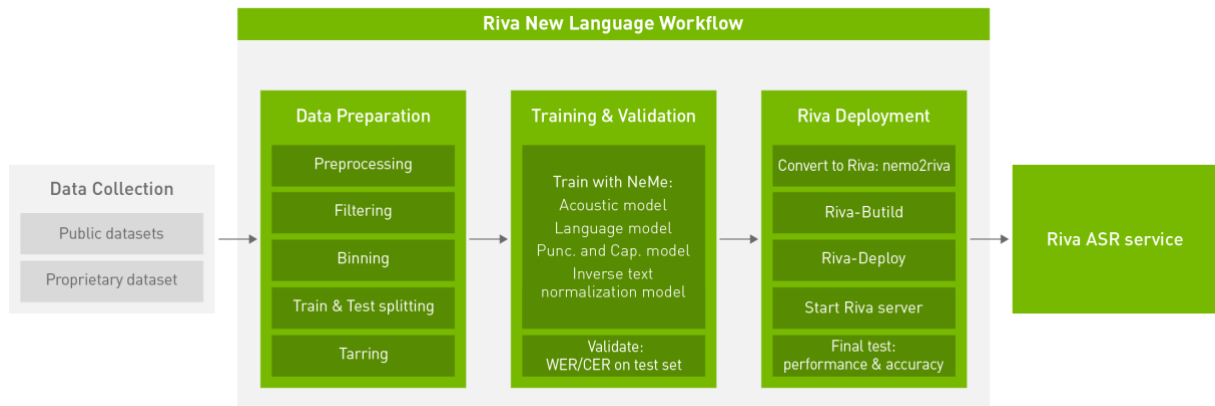 Riva New Language Workflow
Data Collection
Public datasets
Proprietary dataset
Data Preparation
Preprocessing
Filtering
Binning
Train & Test splitting
Tarring
Training & Validation
Train with NeMe:
Acoustic model
Language model
Punc. and Cap. model
Inverse text
normalization model
Validate:
WER/CER on test set
Riva Deployment
Convert to Riva: nemo2riva
Riva-Butild
Riva-Deploy
Start Riva server
Final test:
performance & accuracy
Riva ASR service